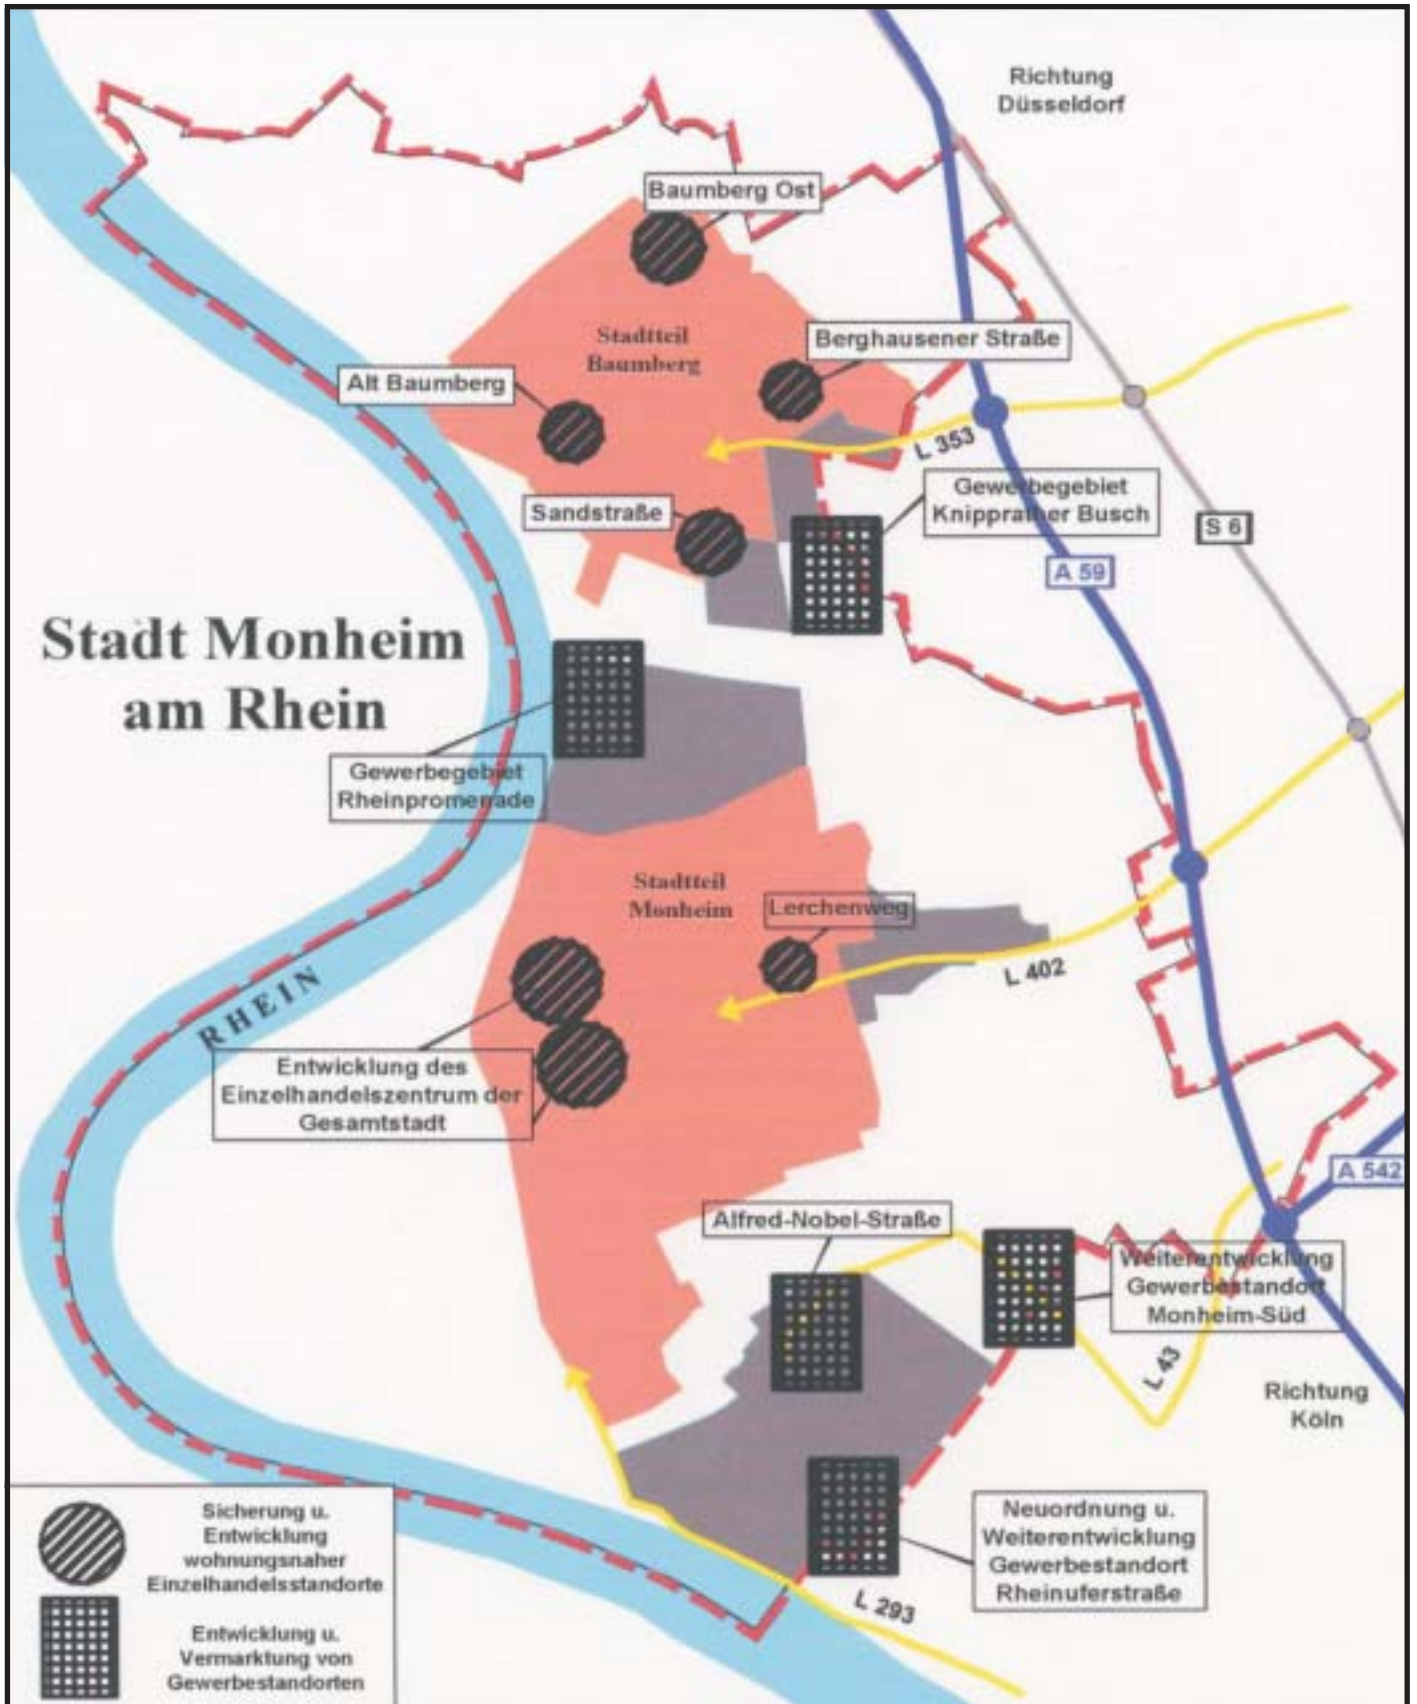 Richtung
Düsseldorf
Baumberg Ost
Stadtteil
Baumberg
Berghausener Straße
Alt Baumberg
L 353
Sandstraße
Gewerbegebiet
Knipprather Busch
S 6
A 59
Stadt Monheim
am Rhein
Gewerbegebiet
Rheinpromenade
Stadtteil
Monheim
Lerchenweg
L 402
RHEIN
Entwicklung des
Einzelhandelszentrum der
Gesamtstadt
A 542
Alfred-Nobel-Straße
Weiterentwicklung
Gewerbestandort
Monheim-Süd
L 43
Richtung
Köln
Neuordnung u.
Weiterentwicklung
Gewerbestandort
Rheinuferstraße
L 293
Sicherung u.
Entwicklung
wohnungsnaher
Einzelhandelsstandorte
Entwicklung u.
Vermarktung von
Gewerbestandorten